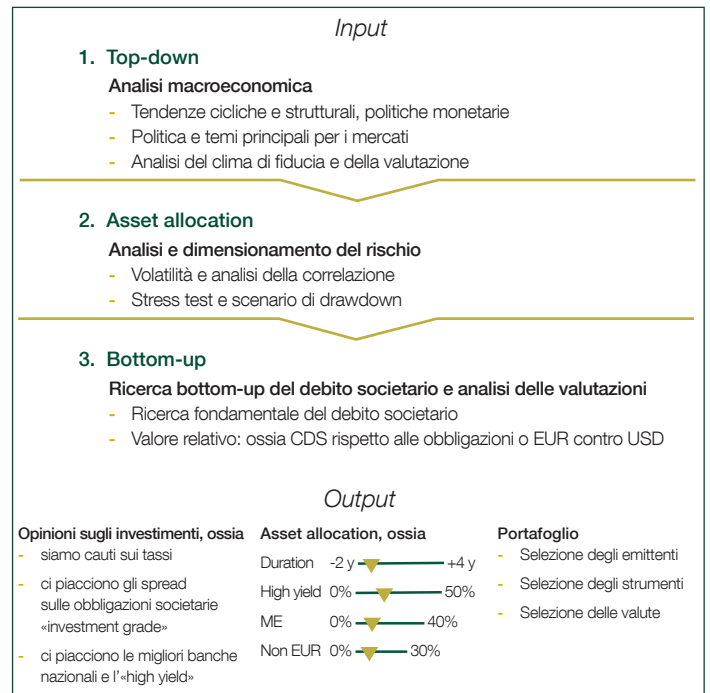 Input
1. Top-down
Analisi macroeconomica
- Tendenze cicliche e strutturali, politiche monetarie
- Politica e temi principali per i mercati
- Analisi del clima di fiducia e della valutazione
2. Asset allocation
Analisi e dimensionamento del rischio
- Volatilità e analisi della correlazione
- Stress test e scenario di drawdown
3. Bottom-up
Ricerca bottom-up del debito societario e analisi delle valutazioni
- Ricerca fondamentale del debito societario
- Valore relativo: ossia CDS rispetto alle obbligazioni o EUR contro USD
Output
Opinioni sugli investimenti, ossia
- siamo cauti sui tassi
- ci piacciono gli spread
sulle obbligazioni societarie
«investment grade»
- ci piacciono le migliori banche
nazionali e l'«high yield»
Asset allocation, ossia
Duration -2 y +4 y
High yield 0% 50%
ME 0% 40%
Non EUR 0% 30%
Portafoglio
- Selezione degli emittenti
- Selezione degli strumenti
- Selezione delle valute